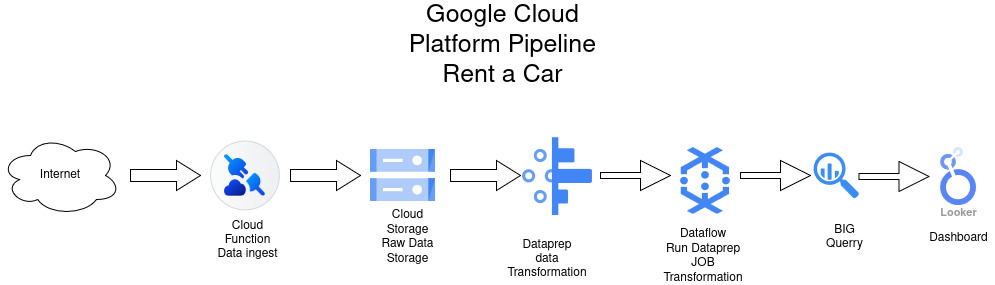 Google Cloud
Platform Pipeline
Rent a Car
Internet
Cloud
Function
Data ingest
Cloud
Storage
Raw Data
Storage
Dataprep
data
Transformation
Dataflow
Run Dataprep
JOB
Transformation
BIG
Querry
Looker
Dashboard